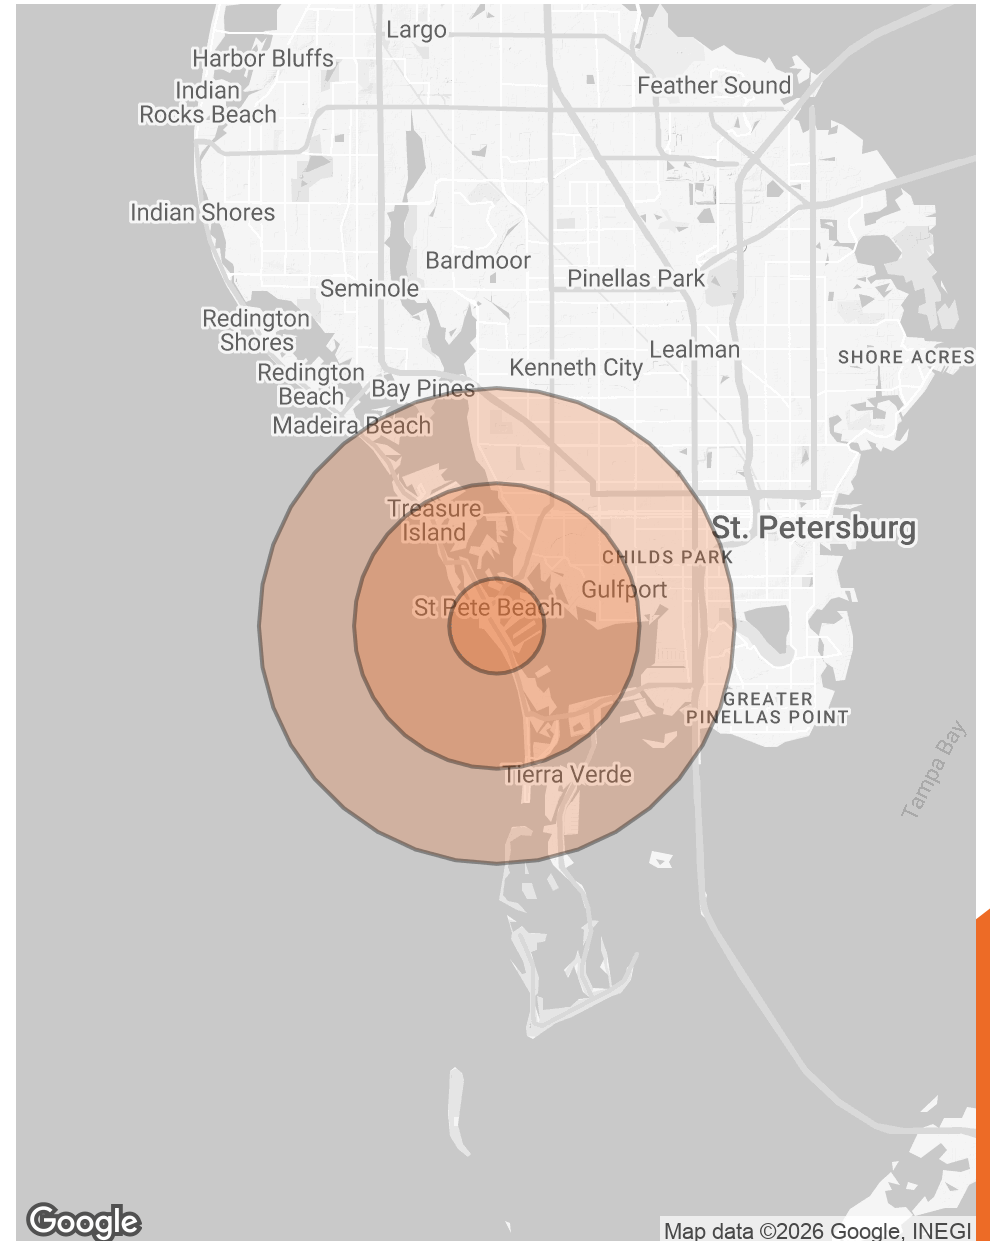 Largo
Harbor Bluffs
Feather Sound
Indian
Rocks Beach
Indian Shores
Bardmoor
Pinellas Park
Seminole
Redington
Shores
Lealman
SHORE ACRES
Kenneth City
Redington
Beach
Bay Pines
Madeira Beach
Treasure
Island
St. Petersburg
CHILDS PARK
Gulfport
St Pete Beach
GREATER
PINELLAS POINT
Tierra Verde
Tampa Bay
Google
Map data ©2026 Google, INEGI